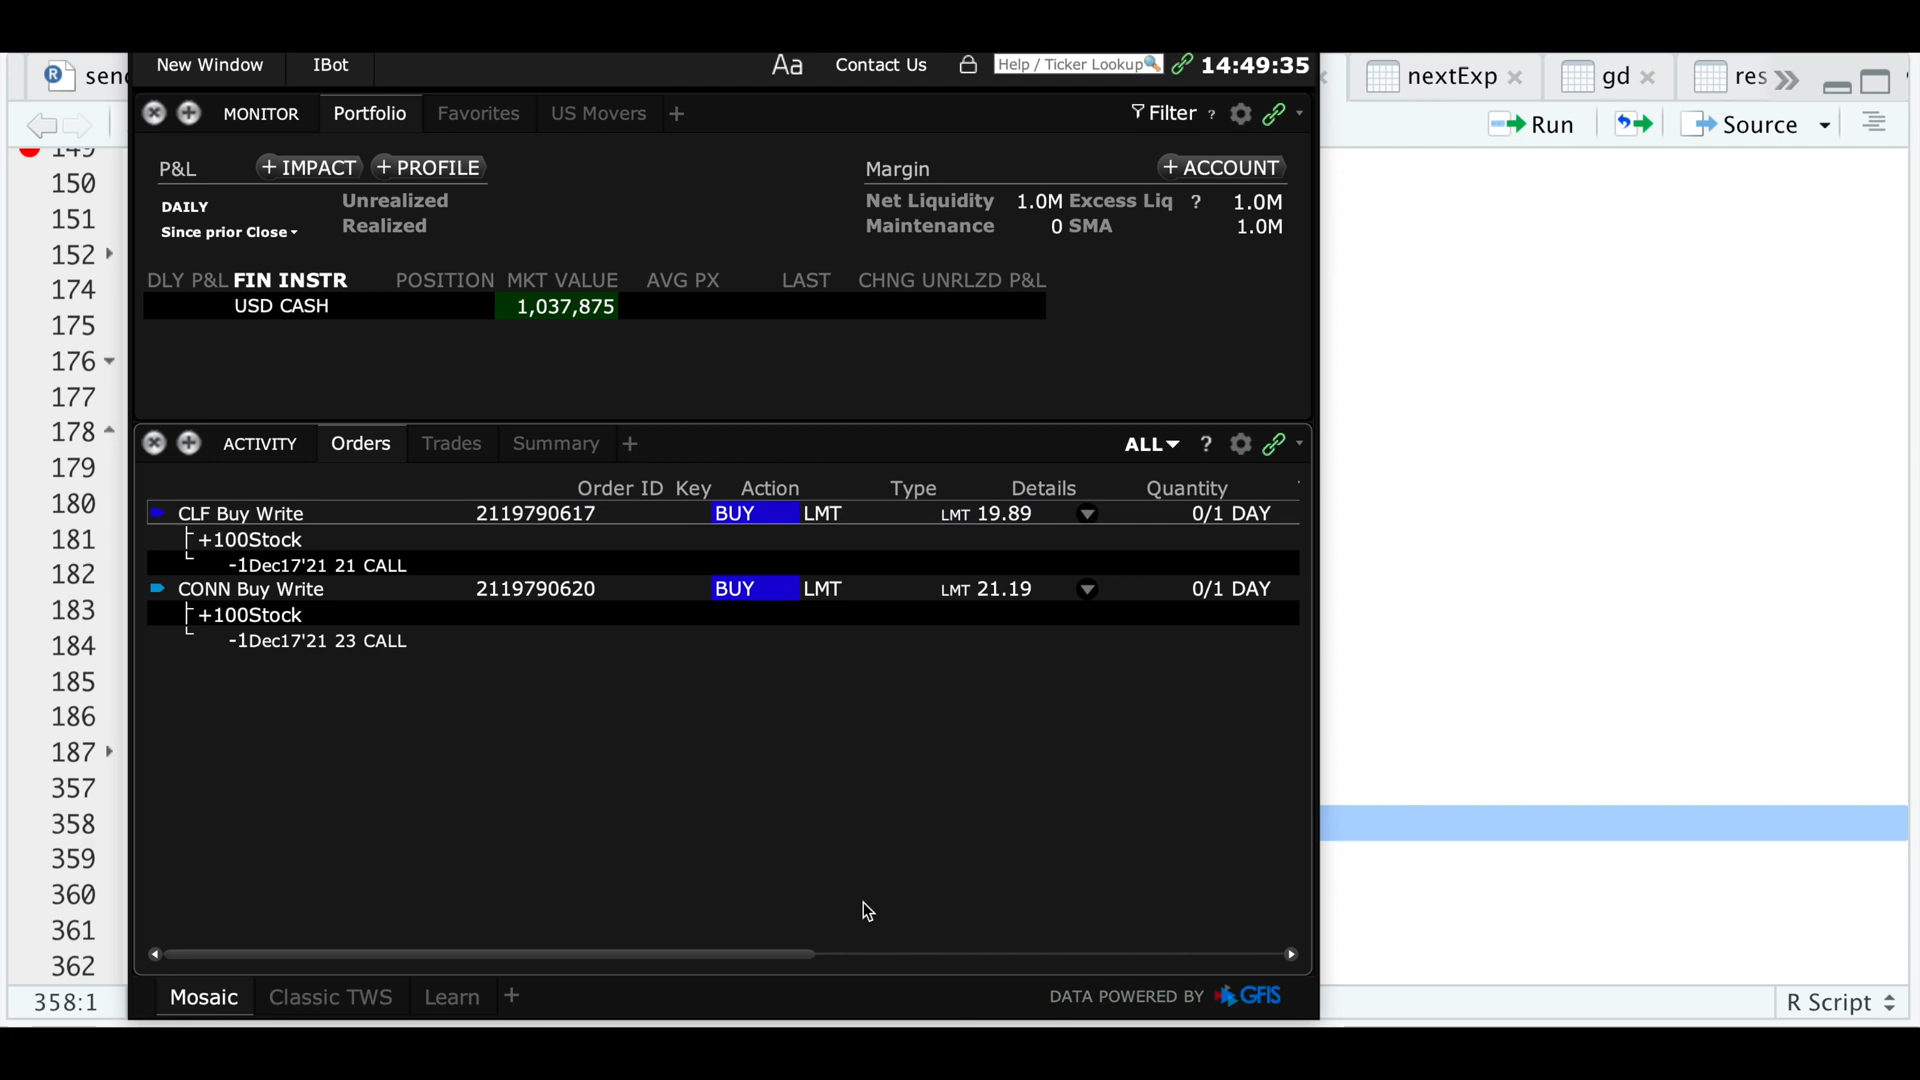 New Window IBot Aa Contact Us Help / Ticker Lookup 14:49:35
send nextExp gd res
MONITOR Portfolio Favorites US Movers + Filter ?
Run Source
149
150
151
152
174
175
176
177
178
179
180
181
182
183
184
185
186
187
357
358
359
360
361
362
P&L + IMPACT + PROFILE Margin + ACCOUNT
DAILY Unrealized Net Liquidity 1.0M Excess Liq ? 1.0M
Since prior Close Realized Maintenance 0 SMA 1.0M
DLY P&L FIN INSTR POSITION MKT VALUE AVG PX LAST CHNG UNRLZD P&L
USD CASH 1,037,875
ACTIVITY Orders Trades Summary + ALL ?
Order ID Key Action Type Details Quantity
CLF Buy Write 2119790617 BUY LMT LMT 19.89 0/1 DAY
+100Stock
-1Dec17'21 21 CALL
CONN Buy Write 2119790620 BUY LMT LMT 21.19 0/1 DAY
+100Stock
-1Dec17'21 23 CALL
Mosaic Classic TWS Learn + DATA POWERED BY GFIS
358:1 R Script